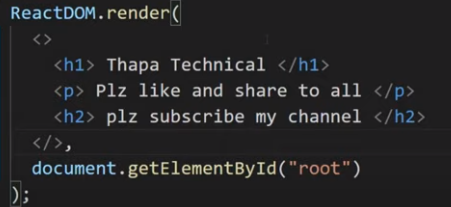 ReactDOM.render(
<>
<h1> Thapa Technical </h1>
<p> Plz like and share to all </p>
<h2> plz subscribe my channel </h2>
</>,
document.getElementById("root")
);